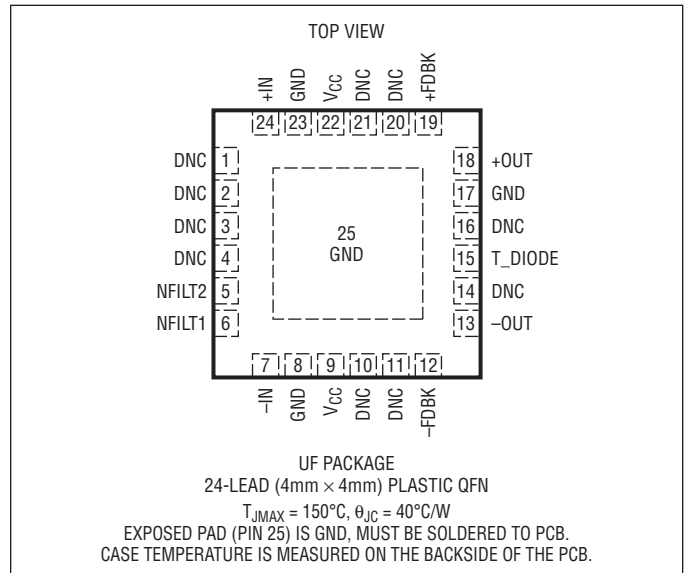 TOP VIEW
+IN
GND
VCC
DNC
DNC
+FDBK
24 23 22 21 20 19
DNC 1
DNC 2
DNC 3
DNC 4
NFILT2 5
NFILT1 6
25
GND
18 +OUT
17 GND
16 DNC
15 T_DIODE
14 DNC
13 –OUT
7 8 9 10 11 12
–IN
GND
VCC
DNC
DNC
–FDBK
UF PACKAGE
24-LEAD (4mm × 4mm) PLASTIC QFN
TJMAX = 150°C, θJC = 40°C/W
EXPOSED PAD (PIN 25) IS GND, MUST BE SOLDERED TO PCB.
CASE TEMPERATURE IS MEASURED ON THE BACKSIDE OF THE PCB.